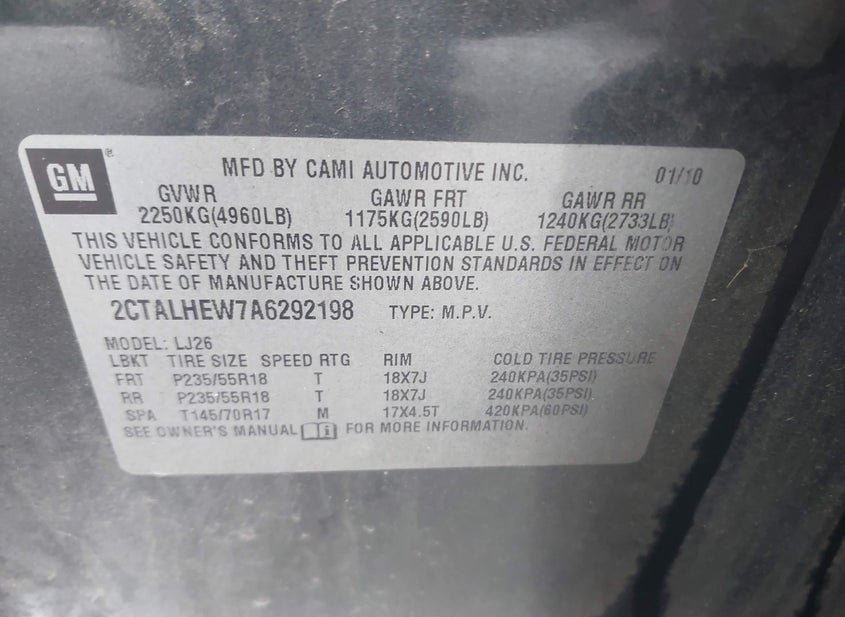 GM ®
MFD BY CAMI AUTOMOTIVE INC. 01/10
GVWR GAWR FRT GAWR RR
2250KG(4960LB) 1175KG(2590LB) 1240KG(2733LB)
THIS VEHICLE CONFORMS TO ALL APPLICABLE U.S. FEDERAL MOTOR
VEHICLE SAFETY AND THEFT PREVENTION STANDARDS IN EFFECT ON
THE DATE OF MANUFACTURE SHOWN ABOVE.
2CTALHEW7A6292198 TYPE: M.P.V.
MODEL: LJ26
LBKT TIRE SIZE SPEED RTG RIM COLD TIRE PRESSURE
FRT P235/55R18 T 18X7J 240KPA(35PSI)
RR P235/55R18 T 18X7J 240KPA(35PSI)
SPA T145/70R17 M 17X4.5T 420KPA(60PSI)
SEE OWNER'S MANUAL i FOR MORE INFORMATION.